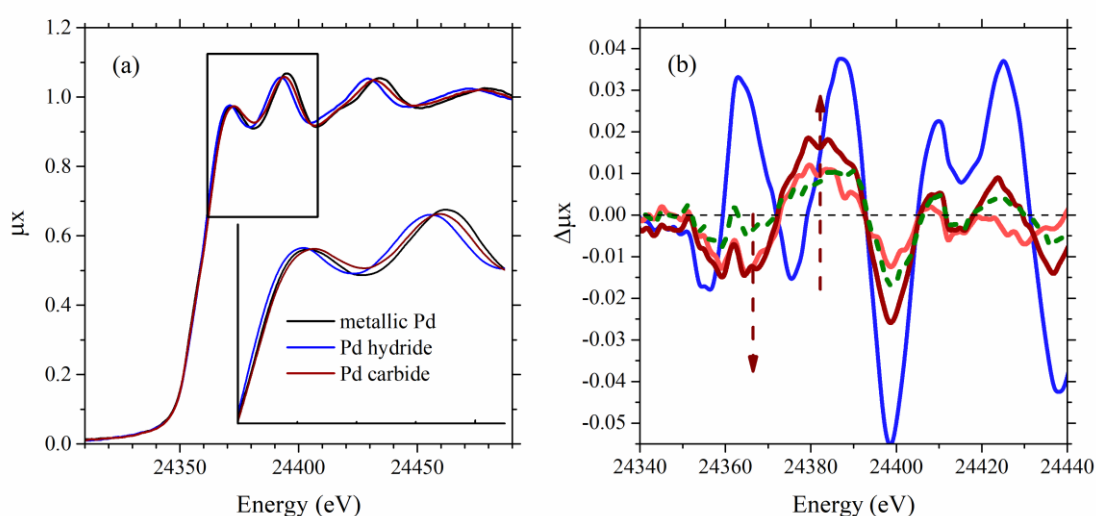 (a)
1.2
1.0
0.8
0.6
0.4
0.2
0.0
μx
metallic Pd
Pd hydride
Pd carbide
24350 24400 24450
Energy (eV)
(b)
0.04
0.03
0.02
0.01
0.00
-0.01
-0.02
-0.03
-0.04
-0.05
Δμx
24340 24360 24380 24400 24420 24440
Energy (eV)